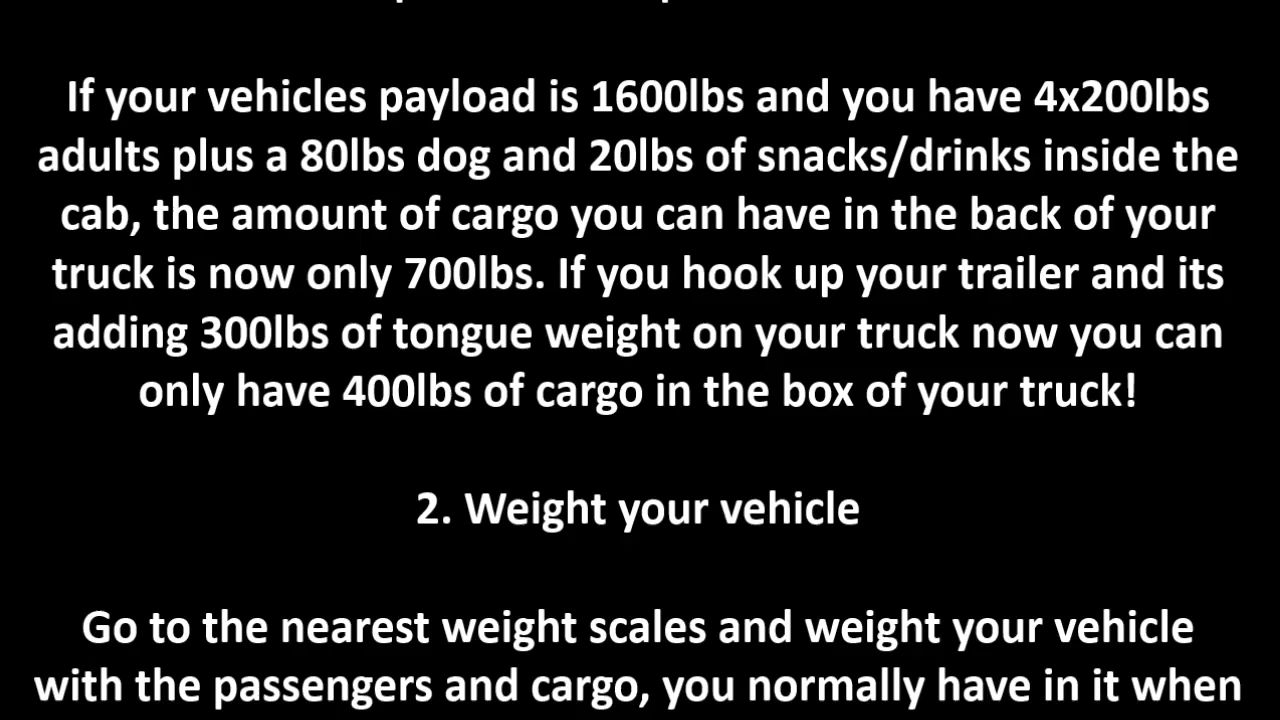 If your vehicles payload is 1600lbs and you have 4x200lbs
adults plus a 80lbs dog and 20lbs of snacks/drinks inside the
cab, the amount of cargo you can have in the back of your
truck is now only 700lbs. If you hook up your trailer and its
adding 300lbs of tongue weight on your truck now you can
only have 400lbs of cargo in the box of your truck!
2. Weight your vehicle
Go to the nearest weight scales and weight your vehicle
with the passengers and cargo, you normally have in it when